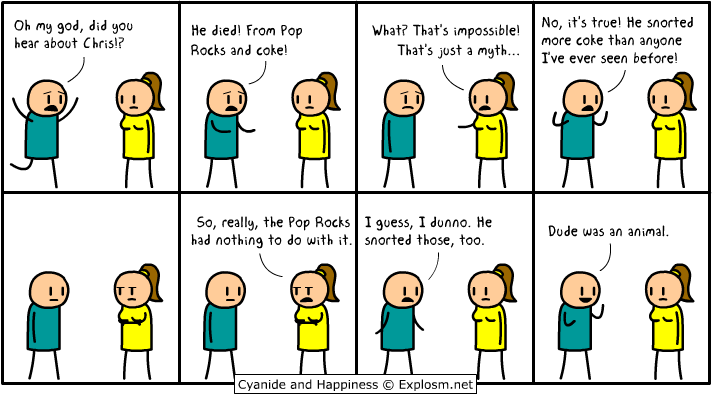 Oh my god, did you
hear about Chris!?
He died! From Pop
Rocks and coke!
What? That's impossible!
That's just a myth...
No, it's true! He snorted
more coke than anyone
I've ever seen before!
So, really, the Pop Rocks
had nothing to do with it.
I guess, I dunno. He
snorted those, too.
Dude was an animal.
Cyanide and Happiness © Explosm.net